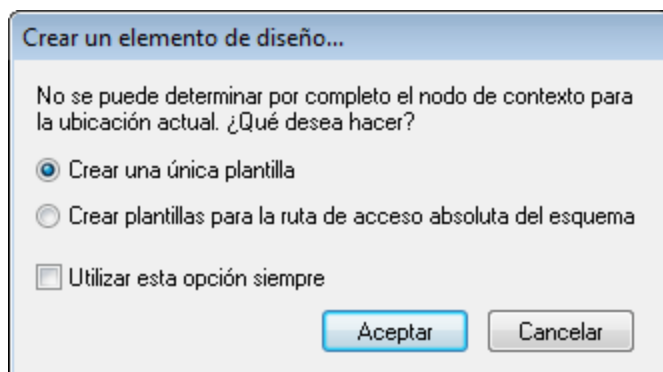 Crear un elemento de diseño...
No se puede determinar por completo el nodo de contexto para
la ubicación actual. ¿Qué desea hacer?
Crear una única plantilla
Crear plantillas para la ruta de acceso absoluta del esquema
Utilizar esta opción siempre
Aceptar Cancelar